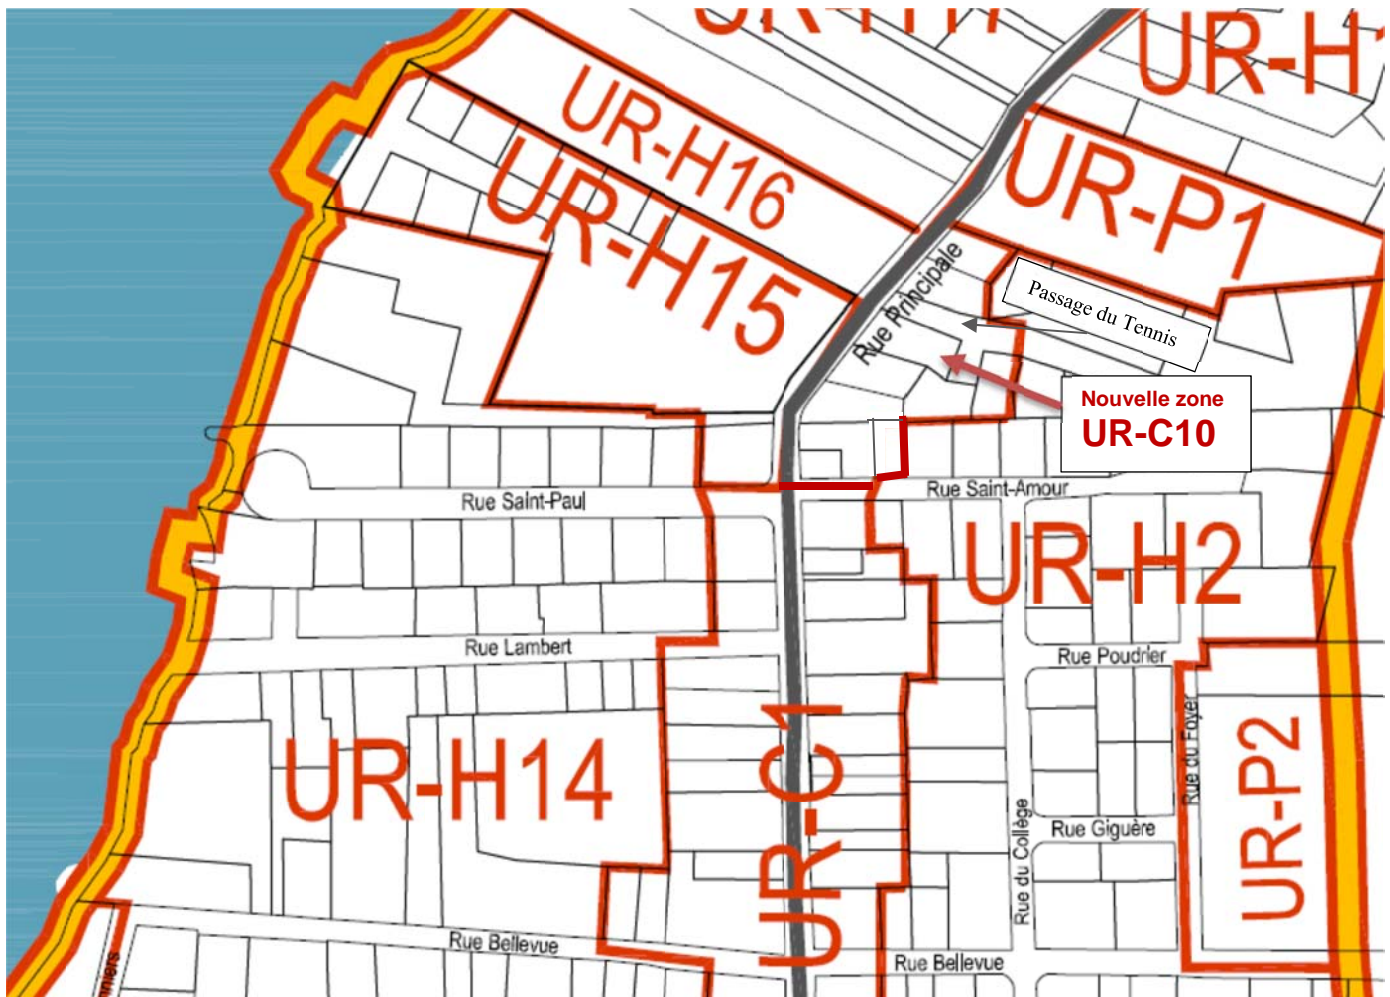 UR-H1
UR-H16
UR-H15
UR-P1
Rue Principale
Passage du Tennis
Nouvelle zone
UR-C10
Rue Saint-Paul
Rue Saint-Amour
UR-H2
Rue Lambert
Rue Poudrier
UR-H14
UR-C1
Rue du Foyer
UR-P2
Rue du Collège
Rue Giguère
Rue Bellevue
Rue Bellevue